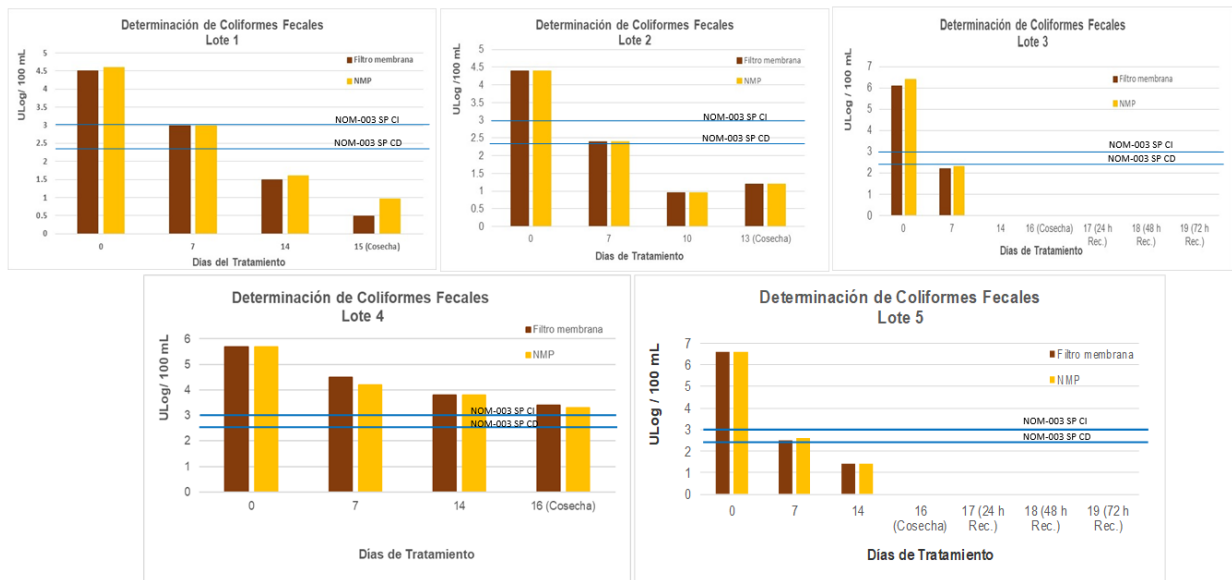 Determinación de Coliformes Fecales
Lote 1
ULog/ 100 mL
Filtro membrana
NMP
5
4.5
4
3.5
3
2.5
2
1.5
1
0.5
0
NOM-003 SP CI
NOM-003 SP CD
0 7 14 15 (Cosecha)
Días del Tratamiento
Determinación de Coliformes Fecales
Lote 2
ULog /100 mL
Filtro membrana
NMP
5
4.5
4
3.5
3
2.5
2
1.5
1
0.5
0
NOM-003 SP CI
NOM-003 SP CD
0 7 10 13 (Cosecha)
Días de Tratamiento
Determinación de Coliformes Fecales
Lote 3
ULog / 100 mL
Filtro membrana
NMP
7
6
5
4
3
2
1
0
NOM-003 SP CI
NOM-003 SP CD
0 7 14 16 (Cosecha) 17 (24 h 18 (48 h 19 (72 h
Rec.) Rec.) Rec.)
Días de Tratamiento
Determinación de Coliformes Fecales
Lote 4
ULog/ 100 mL
Filtro membrana
NMP
6
5
4
3
2
1
0
NOM-003 SP CI
NOM-003 SP CD
0 7 14 16 (Cosecha)
Días de Tratamiento
Determinación de Coliformes Fecales
Lote 5
ULog / 100 mL
Filtro membrana
NMP
7
6
5
4
3
2
1
0
NOM-003 SP CI
NOM-003 SP CD
0 7 14 16 17 (24 h 18 (48 h 19 (72 h
(Cosecha) Rec.) Rec.) Rec.)
Días de Tratamiento